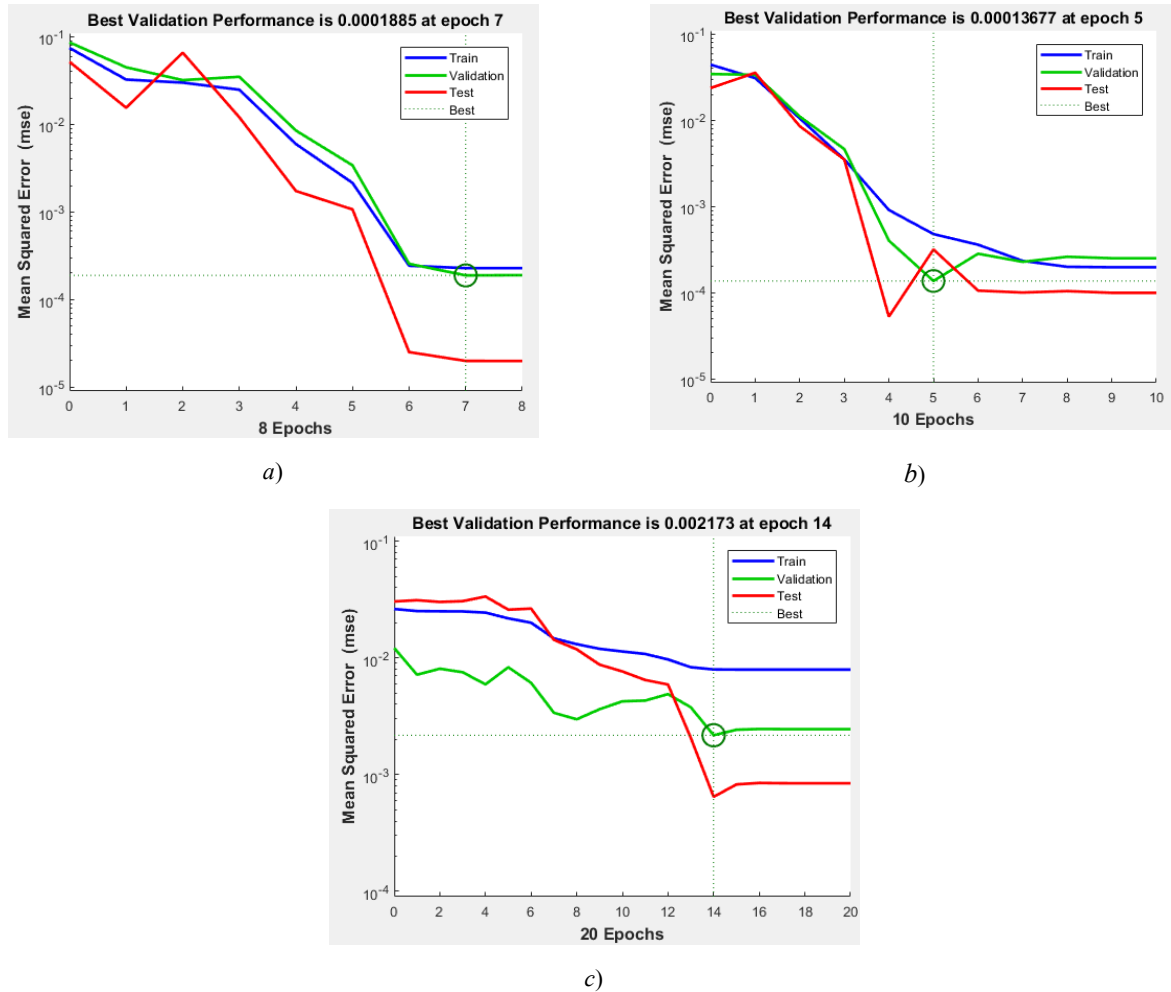 Best Validation Performance is 0.0001885 at epoch 7
Mean Squared Error (mse)
10-1
10-2
10-3
10-4
10-5
Train
Validation
Test
Best
0 1 2 3 4 5 6 7 8
8 Epochs
a)
Best Validation Performance is 0.00013677 at epoch 5
Mean Squared Error (mse)
10-1
10-2
10-3
10-4
10-5
Train
Validation
Test
Best
0 1 2 3 4 5 6 7 8 9 10
10 Epochs
b)
Best Validation Performance is 0.002173 at epoch 14
Mean Squared Error (mse)
10-1
10-2
10-3
10-4
Train
Validation
Test
Best
0 2 4 6 8 10 12 14 16 18 20
20 Epochs
c)